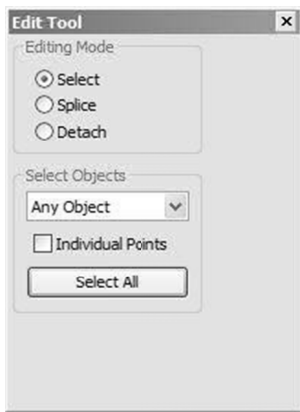 Edit Tool
Editing Mode
Select
Splice
Detach
Select Objects
Any Object
Individual Points
Select All